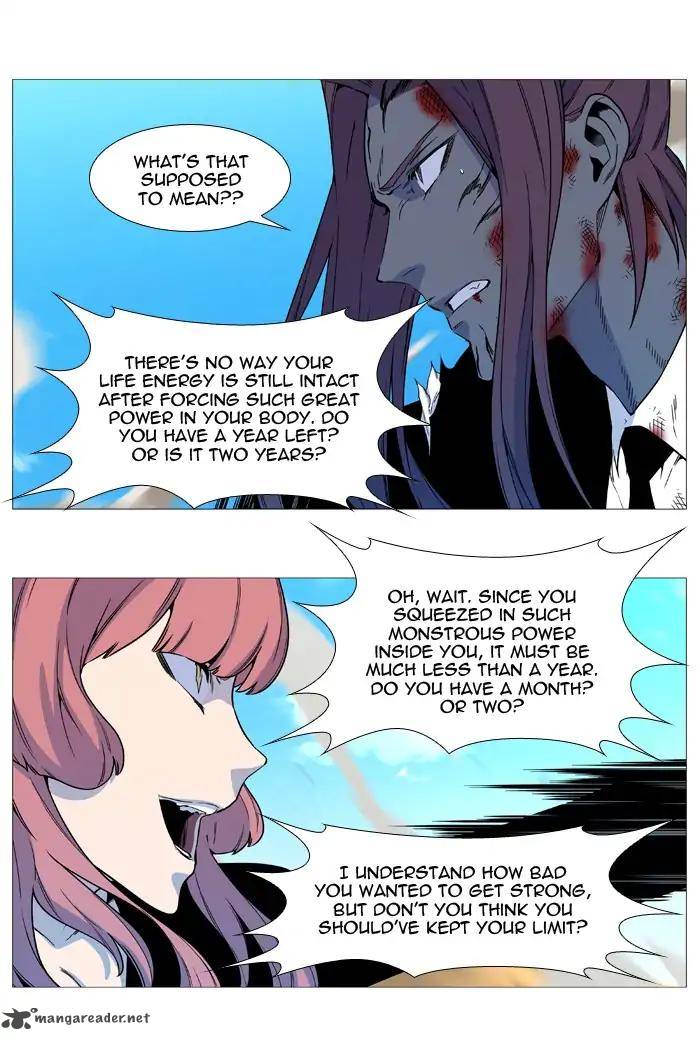 WHAT'S THAT
SUPPOSED
TO MEAN??
THERE'S NO WAY YOUR
LIFE ENERGY IS STILL INTACT
AFTER FORCING SUCH GREAT
POWER IN YOUR BODY. DO
YOU HAVE A YEAR LEFT?
OR IS IT TWO YEARS?
OH, WAIT. SINCE YOU
SQUEEZED IN SUCH
MONSTROUS POWER
INSIDE YOU, IT MUST BE
MUCH LESS THAN A YEAR.
DO YOU HAVE A MONTH?
OR TWO?
I UNDERSTAND HOW BAD
YOU WANTED TO GET STRONG,
BUT DON'T YOU THINK YOU
SHOULD'VE KEPT YOUR LIMIT?
mangareader.net